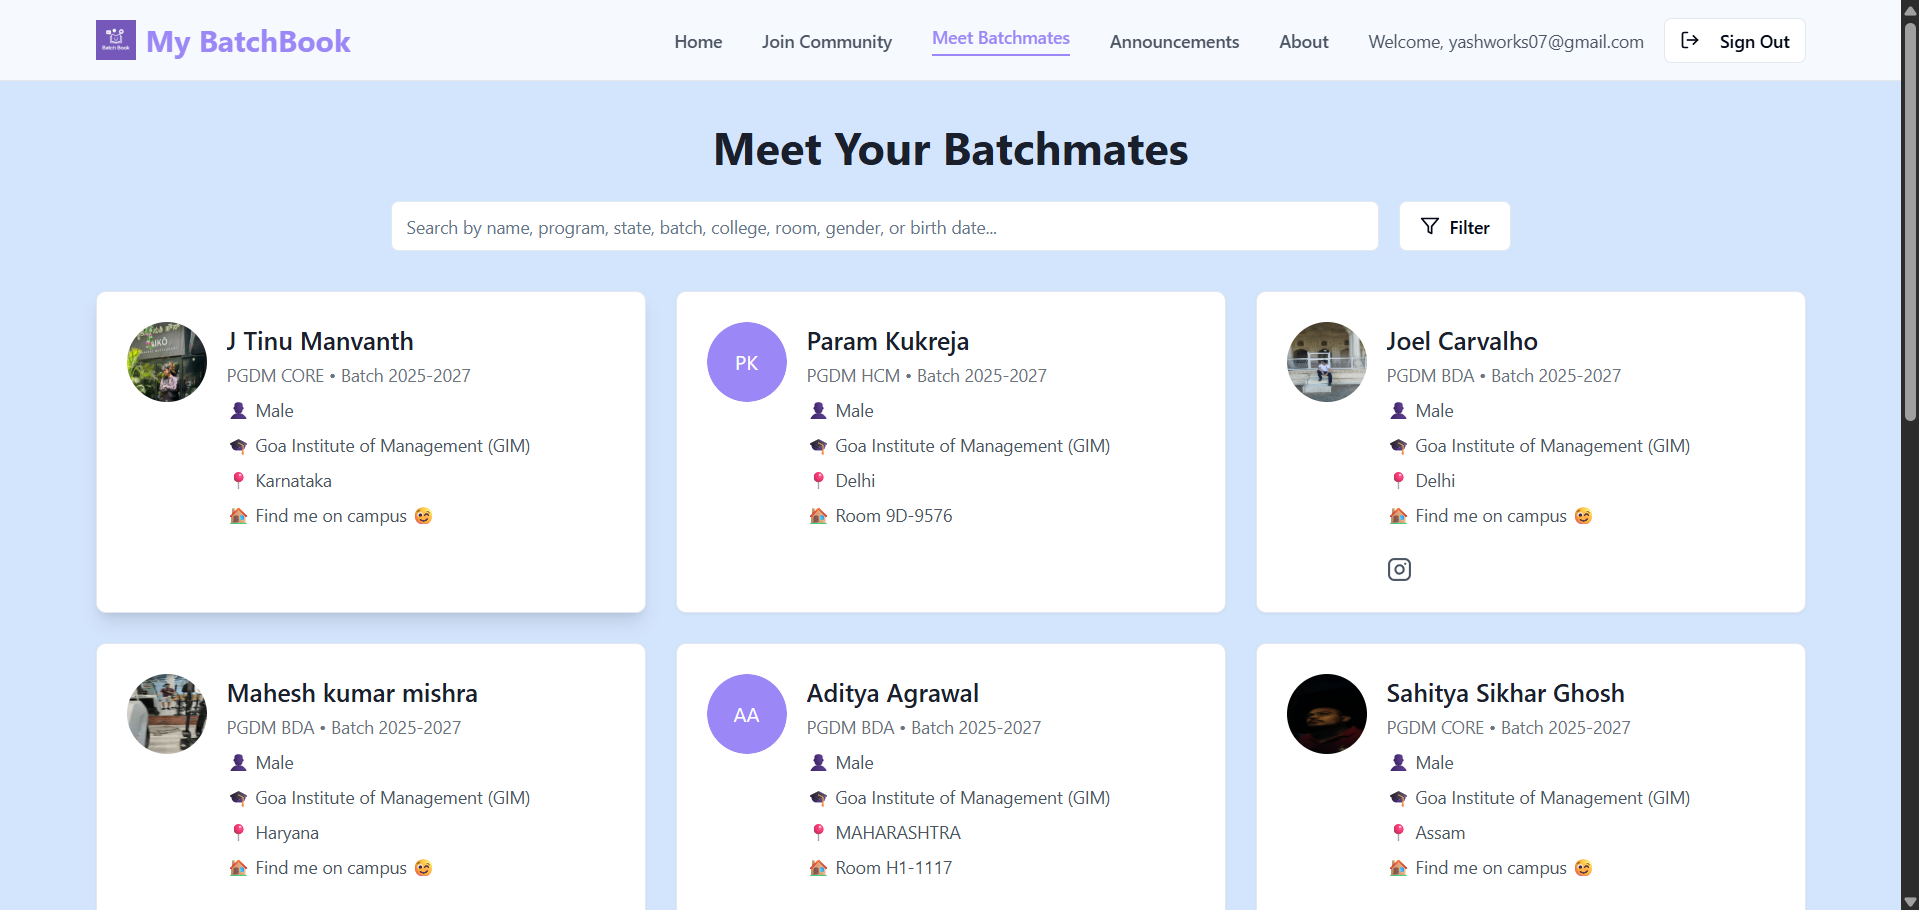 Batch Book
My BatchBook
Home
Join Community
Meet Batchmates
Announcements
About
Welcome, yashworks07@gmail.com
Sign Out
Meet Your Batchmates
Search by name, program, state, batch, college, room, gender, or birth date...
Filter
J Tinu Manvanth
PGDM CORE • Batch 2025-2027
Male
Goa Institute of Management (GIM)
Karnataka
Find me on campus 😉
PK
Param Kukreja
PGDM HCM • Batch 2025-2027
Male
Goa Institute of Management (GIM)
Delhi
Room 9D-9576
Joel Carvalho
PGDM BDA • Batch 2025-2027
Male
Goa Institute of Management (GIM)
Delhi
Find me on campus 😉
Mahesh kumar mishra
PGDM BDA • Batch 2025-2027
Male
Goa Institute of Management (GIM)
Haryana
Find me on campus 😉
AA
Aditya Agrawal
PGDM BDA • Batch 2025-2027
Male
Goa Institute of Management (GIM)
MAHARASHTRA
Room H1-1117
Sahitya Sikhar Ghosh
PGDM CORE • Batch 2025-2027
Male
Goa Institute of Management (GIM)
Assam
Find me on campus 😉